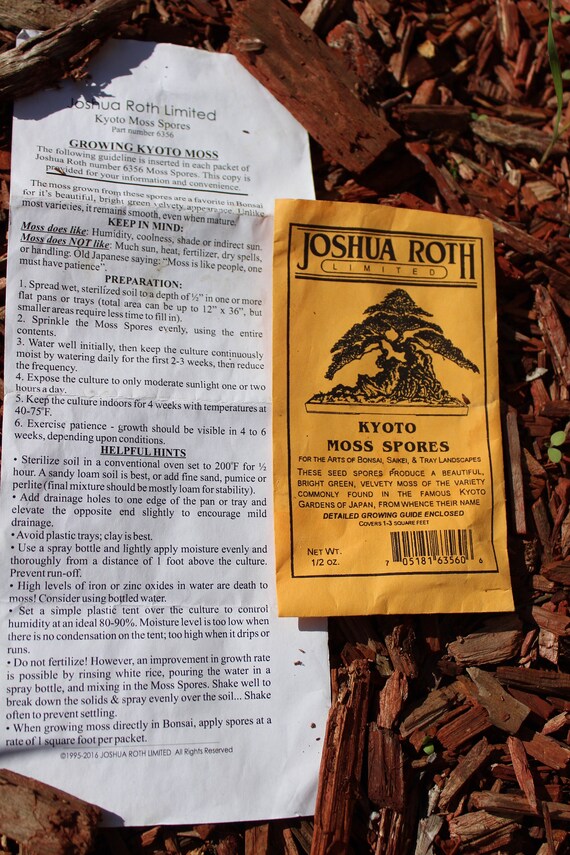 Joshua Roth Limited
Kyoto Moss Spores
Part number 6356
GROWING KYOTO MOSS
The following guideline is inserted in each packet of
Joshua Roth number 6356 Moss Spores. This copy is
provided for your information and convenience.
The moss grown from these spores are a favorite in Bonsai
for it's beautiful, bright green velvety appearance. Unlike
most varieties, it remains smooth, even when mature.
KEEP IN MIND:
Moss does like: Humidity, coolness, shade or indirect sun.
Moss does NOT like: Much sun, heat, fertilizer, dry spells,
or handling: Old Japanese saying: “Moss is like people, one
must have patience”.
PREPARATION:
1. Spread wet, sterilized soil to a depth of ½” in one or more
flat pans or trays (total area can be up to 12” x 36”, but
smaller areas require less time to fill in).
2. Sprinkle the Moss Spores evenly, using the entire
contents.
3. Water well initially, then keep the culture continuously
moist by watering daily for the first 2-3 weeks, then reduce
the frequency.
4. Expose the culture to only moderate sunlight one or two
hours a day.
5. Keep the culture indoors for 4 weeks with temperatures at
40-75°F.
6. Exercise patience - growth should be visible in 4 to 6
weeks, depending upon conditions.
HELPFUL HINTS
• Sterilize soil in a conventional oven set to 200°F for ½
hour. A sandy loam soil is best, or add fine sand, pumice or
perlite (final mixture should be mostly loam for stability).
• Add drainage holes to one edge of the pan or tray and
elevate the opposite end slightly to encourage mild
drainage.
• Avoid plastic trays; clay is best.
• Use a spray bottle and lightly apply moisture evenly and
thoroughly from a distance of 1 foot above the culture.
Prevent run-off.
• High levels of iron or zinc oxides in water are death to
moss! Consider using bottled water.
• Set a simple plastic tent over the culture to control
humidity at an ideal 80-90%. Moisture level is too low when
there is no condensation on the tent; too high when it drips or
runs.
• Do not fertilize! However, an improvement in growth rate
is possible by rinsing white rice, pouring the water in a
spray bottle, and mixing in the Moss Spores. Shake well to
break down the solids & spray evenly over the soil... Shake
often to prevent settling.
• When growing moss directly in Bonsai, apply spores at a
rate of 1 square foot per packet.
©1995-2016 JOSHUA ROTH LIMITED All Rights Reserved
JOSHUA ROTH
LIMITED
KYOTO
MOSS SPORES
FOR THE ARTS OF BONSAI, SAIKEI, & TRAY LANDSCAPES
THESE SEED SPORES PRODUCE A BEAUTIFUL,
BRIGHT GREEN, VELVETY MOSS OF THE VARIETY
COMMONLY FOUND IN THE FAMOUS KYOTO
GARDENS OF JAPAN, FROM WHENCE THEIR NAME
DETAILED GROWING GUIDE ENCLOSED
COVERS 1-3 SQUARE FEET
NET WT.
1/2 OZ.
7 05181 63560 6